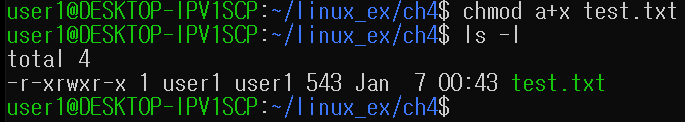 user1@DESKTOP-IPV1SCP:~/linux_ex/ch4$ chmod a+x test.txt
user1@DESKTOP-IPV1SCP:~/linux_ex/ch4$ ls -l
total 4
-r-xrwxr-x 1 user1 user1 543 Jan  7 00:43 test.txt
user1@DESKTOP-IPV1SCP:~/linux_ex/ch4$